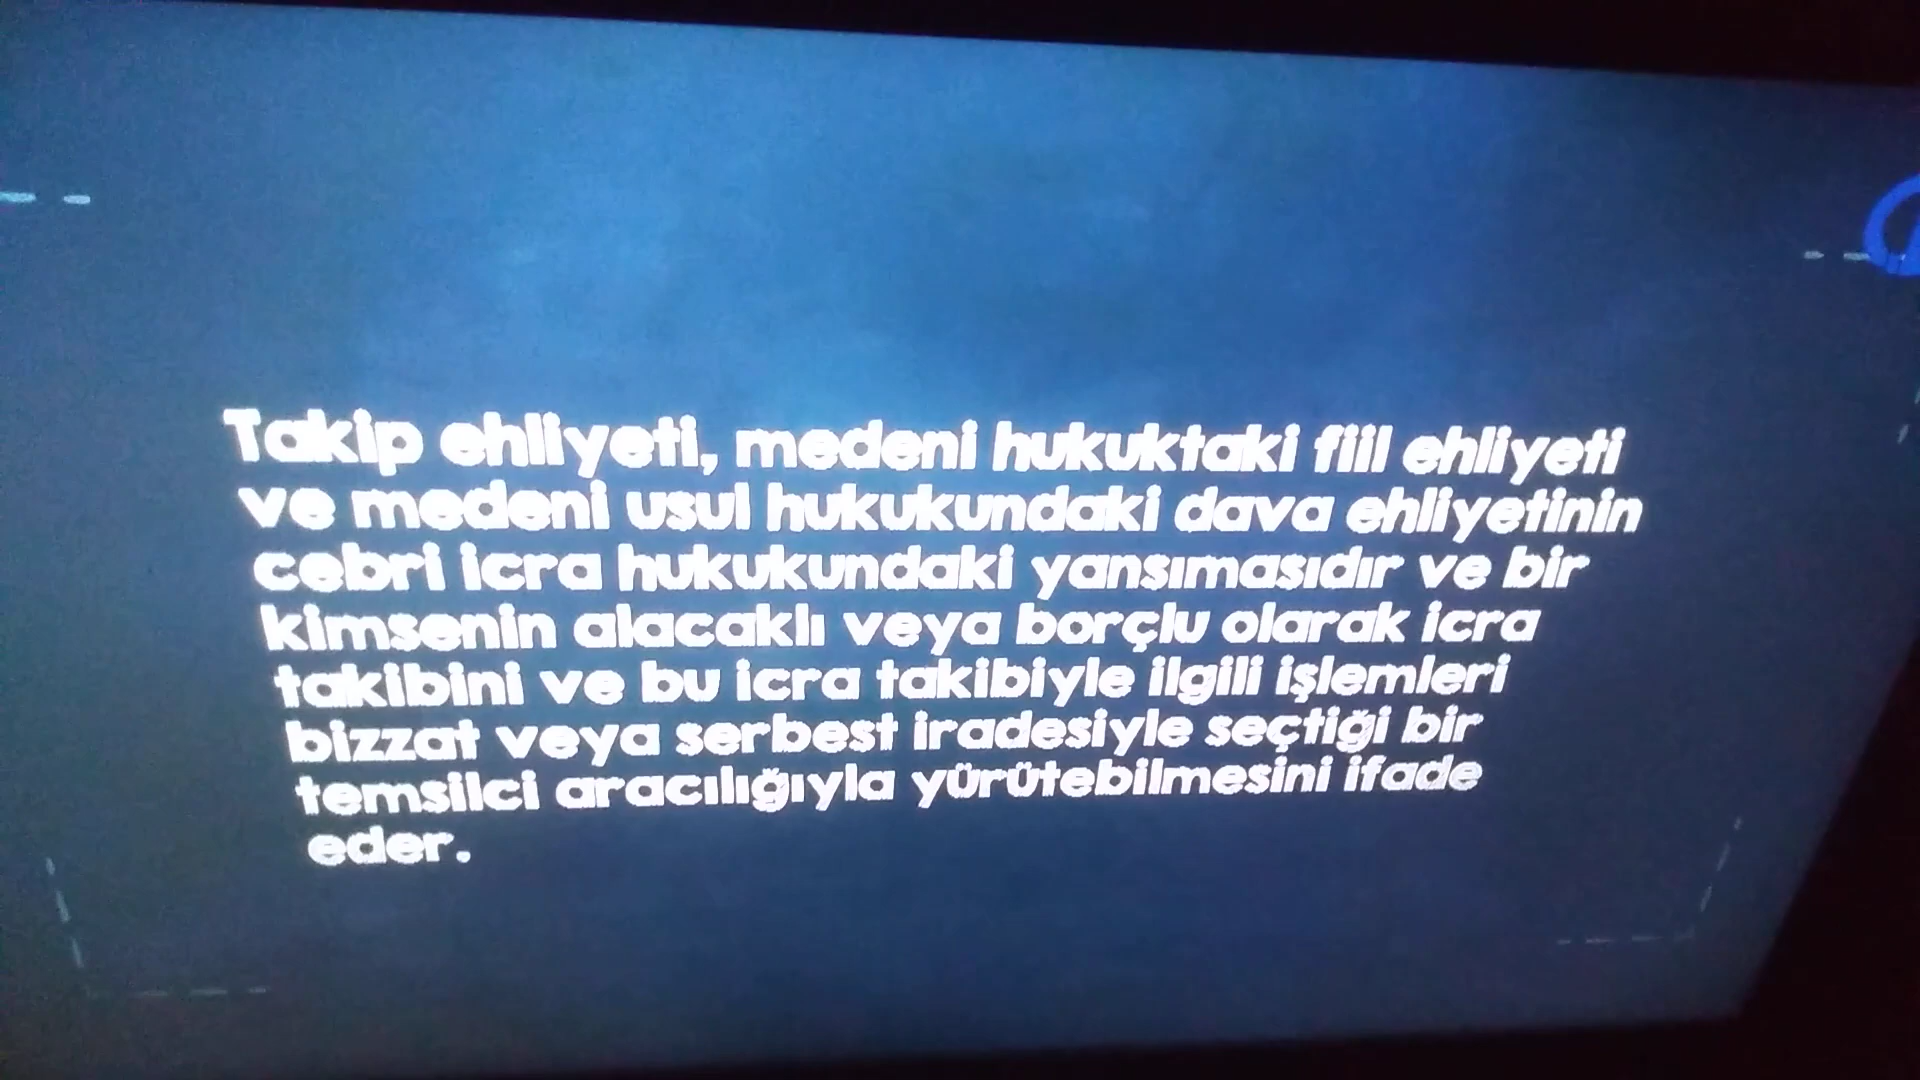 Takip ehliyeti, medeni hukuktaki fiil ehliyeti
ve medeni usul hukukundaki dava ehliyetinin
cebri icra hukukundaki yansımasıdır ve bir
kimsenin alacaklı veya borçlu olarak icra
takibini ve bu icra takibiyle ilgili işlemleri
bizzat veya serbest iradesiyle seçtiği bir
temsilci aracılığıyla yürütebilmesini ifade
eder.